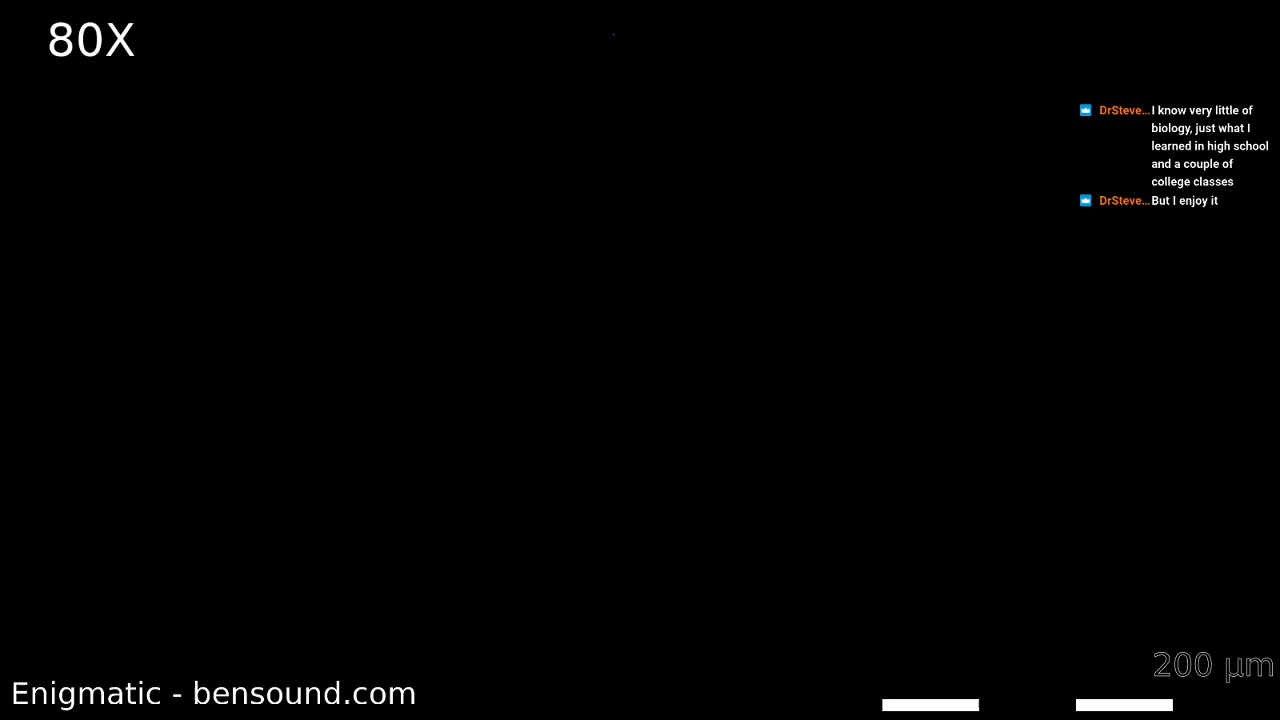 80X
DrSteve... I know very little of
biology, just what I
learned in high school
and a couple of
college classes
DrSteve... But I enjoy it
200 µm
Enigmatic - bensound.com